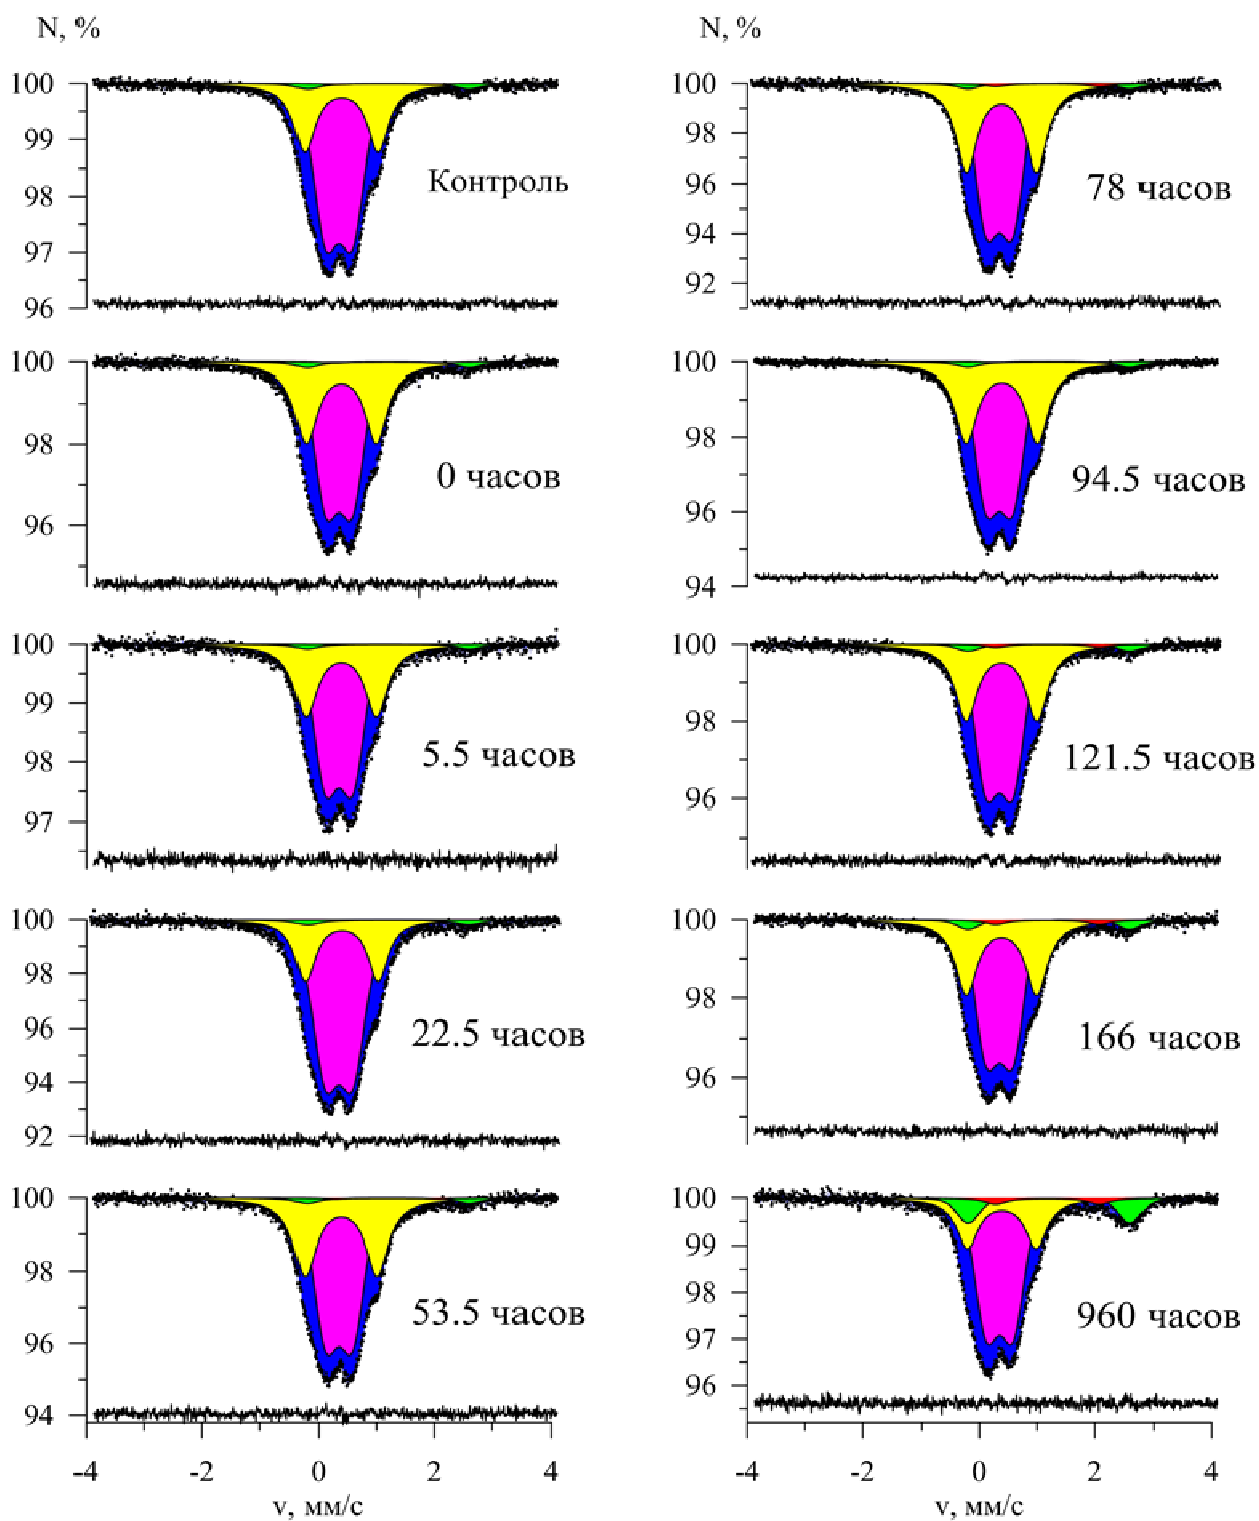 N, %
100
99
98
97
96
Контроль
100
98
96
0 часов
100
99
98
97
5.5 часов
100
98
96
94
92
22.5 часов
100
98
96
94
53.5 часов
-4 -2 0 2 4
v, мм/с
N, %
100
98
96
94
92
78 часов
100
98
96
94
94.5 часов
100
98
96
121.5 часов
100
98
96
166 часов
100
99
98
97
96
960 часов
-4 -2 0 2 4
v, мм/с